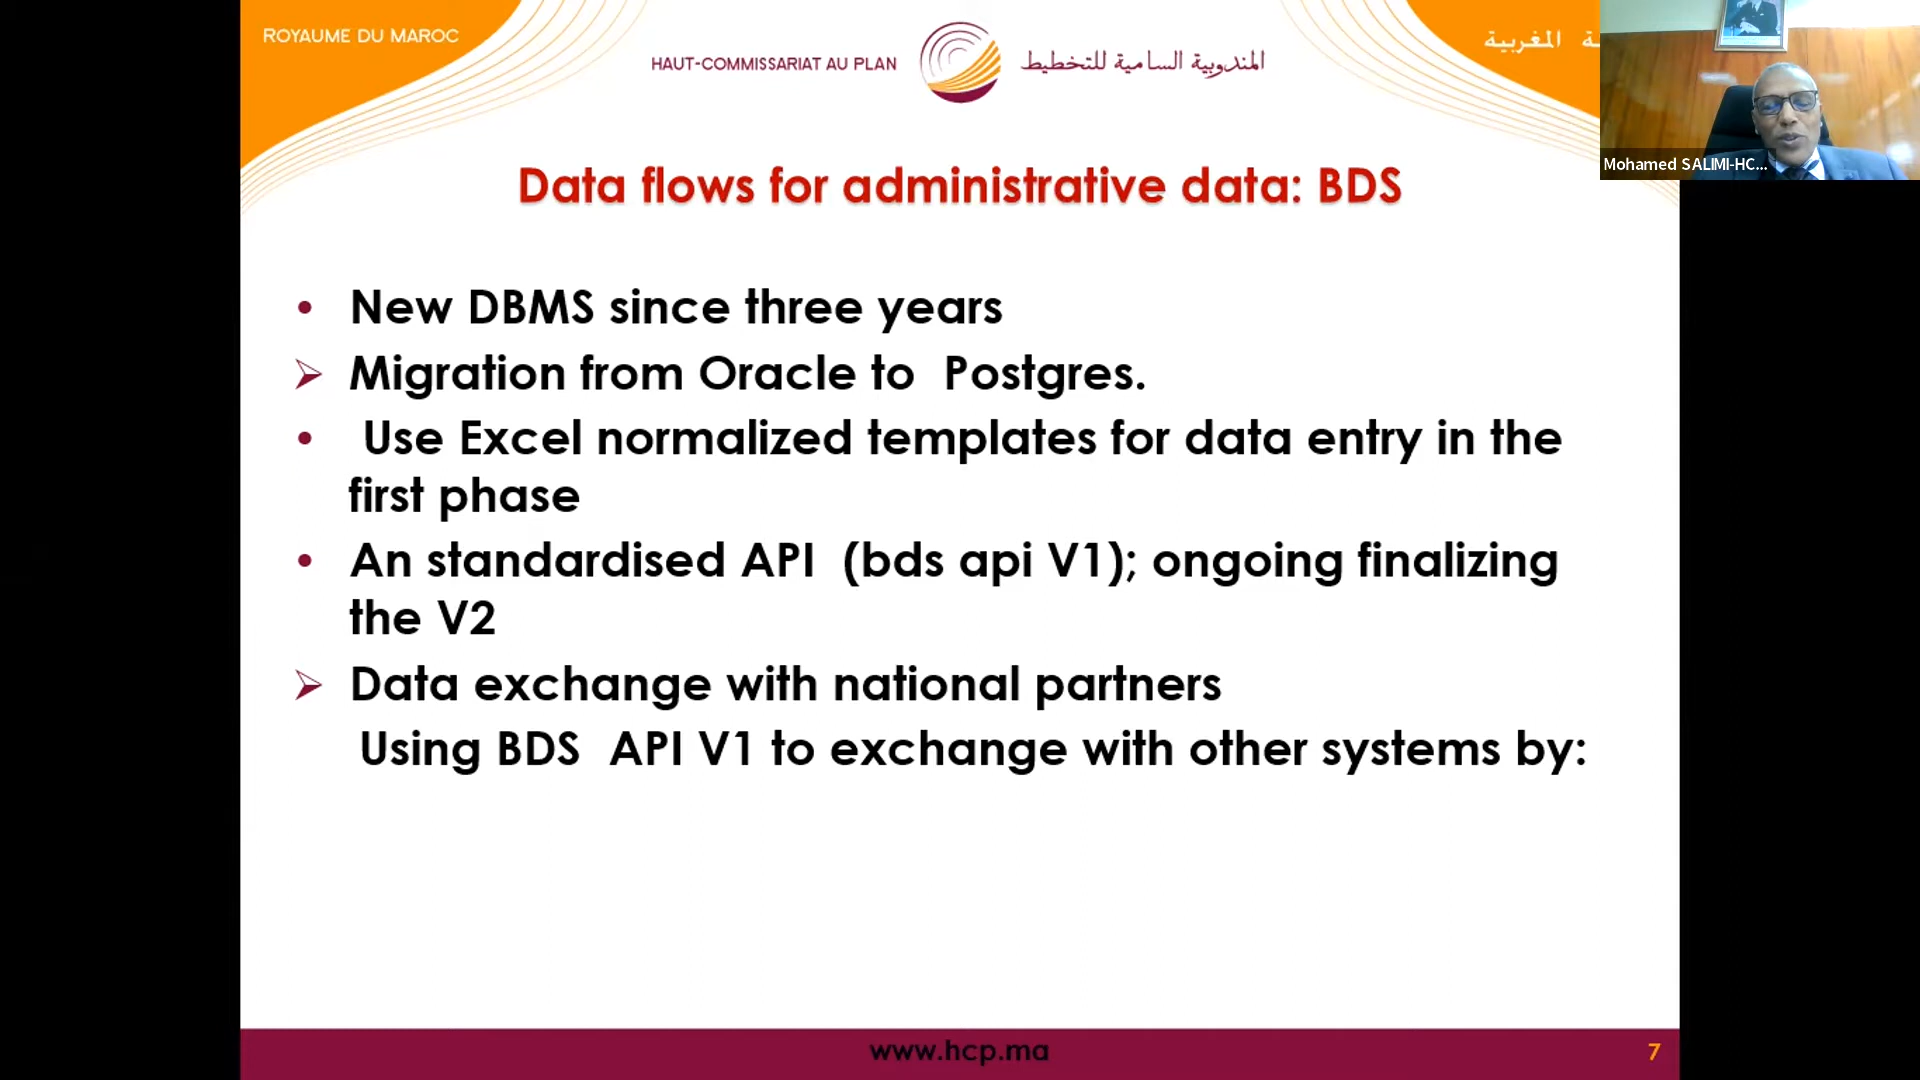 ROYAUME DU MAROC
HAUT-COMMISSARIAT AU PLAN
المندوبية السامية للتخطيط
المغربية
Mohamed SALIMI-HC...
Data flows for administrative data: BDS
• New DBMS since three years
➢ Migration from Oracle to Postgres.
• Use Excel normalized templates for data entry in the
first phase
• An standardised API (bds api V1); ongoing finalizing
the V2
➢ Data exchange with national partners
Using BDS API V1 to exchange with other systems by:
www.hcp.ma
7